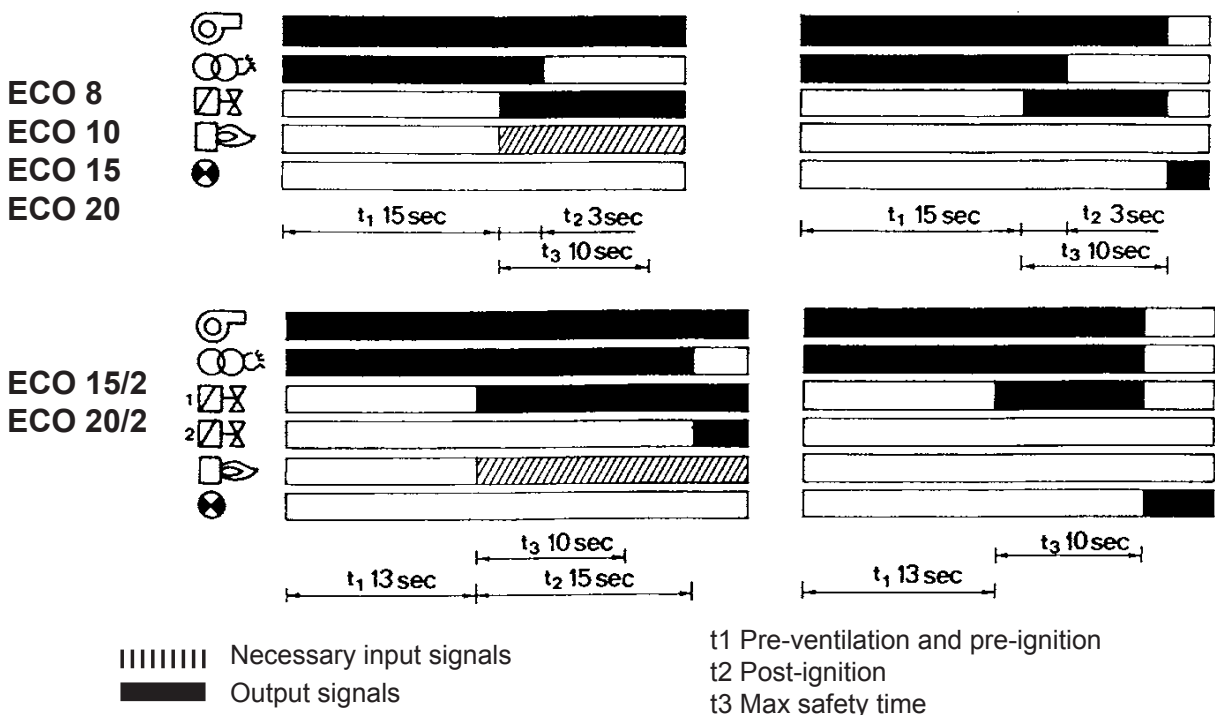 ECO 8
ECO 10
ECO 15
ECO 20
t1 15 sec
t2 3 sec
t3 10 sec
t1 15 sec
t2 3 sec
t3 10 sec
ECO 15/2
ECO 20/2
1
2
t3 10 sec
t1 13 sec
t2 15 sec
t3 10 sec
t1 13 sec
Necessary input signals
Output signals
t1 Pre-ventilation and pre-ignition
t2 Post-ignition
t3 Max safety time